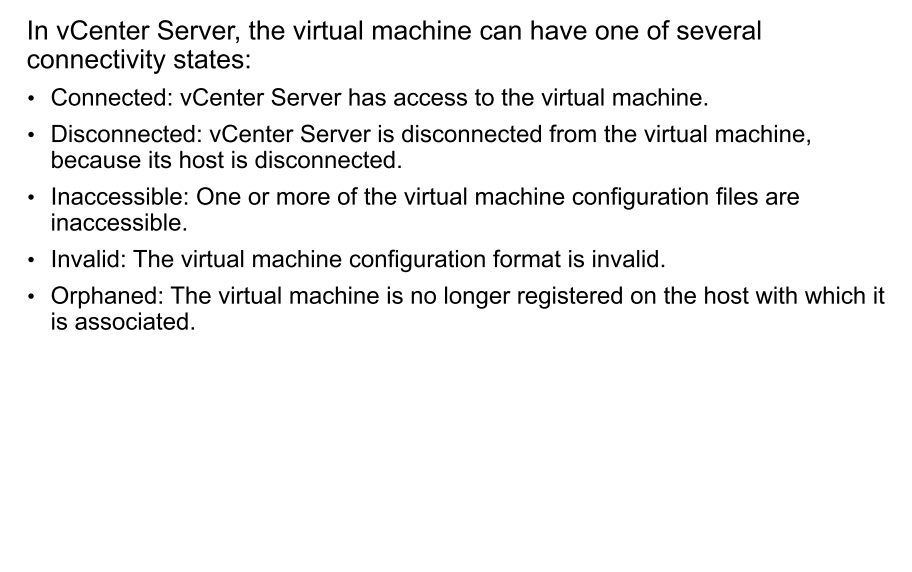 In vCenter Server, the virtual machine can have one of several
connectivity states:
• Connected: vCenter Server has access to the virtual machine.
• Disconnected: vCenter Server is disconnected from the virtual machine,
because its host is disconnected.
• Inaccessible: One or more of the virtual machine configuration files are
inaccessible.
• Invalid: The virtual machine configuration format is invalid.
• Orphaned: The virtual machine is no longer registered on the host with which it
is associated.